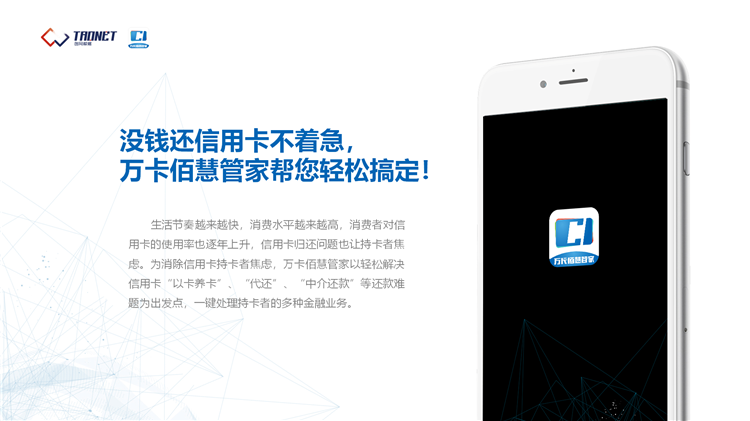 TAONET
CI
没钱还信用卡不着急，
万卡佰慧管家帮您轻松搞定！
生活节奏越来越快，消费水平越来越高，消费者对信
用卡的使用率也逐年上升，信用卡归还问题也让持卡者焦
虑。为消除信用卡持卡者焦虑，万卡佰慧管家以轻松解决
信用卡“以卡养卡”、“代还”、“中介还款”等还款难
题为出发点，一键处理持卡者的多种金融业务。
CI
万卡佰慧管家